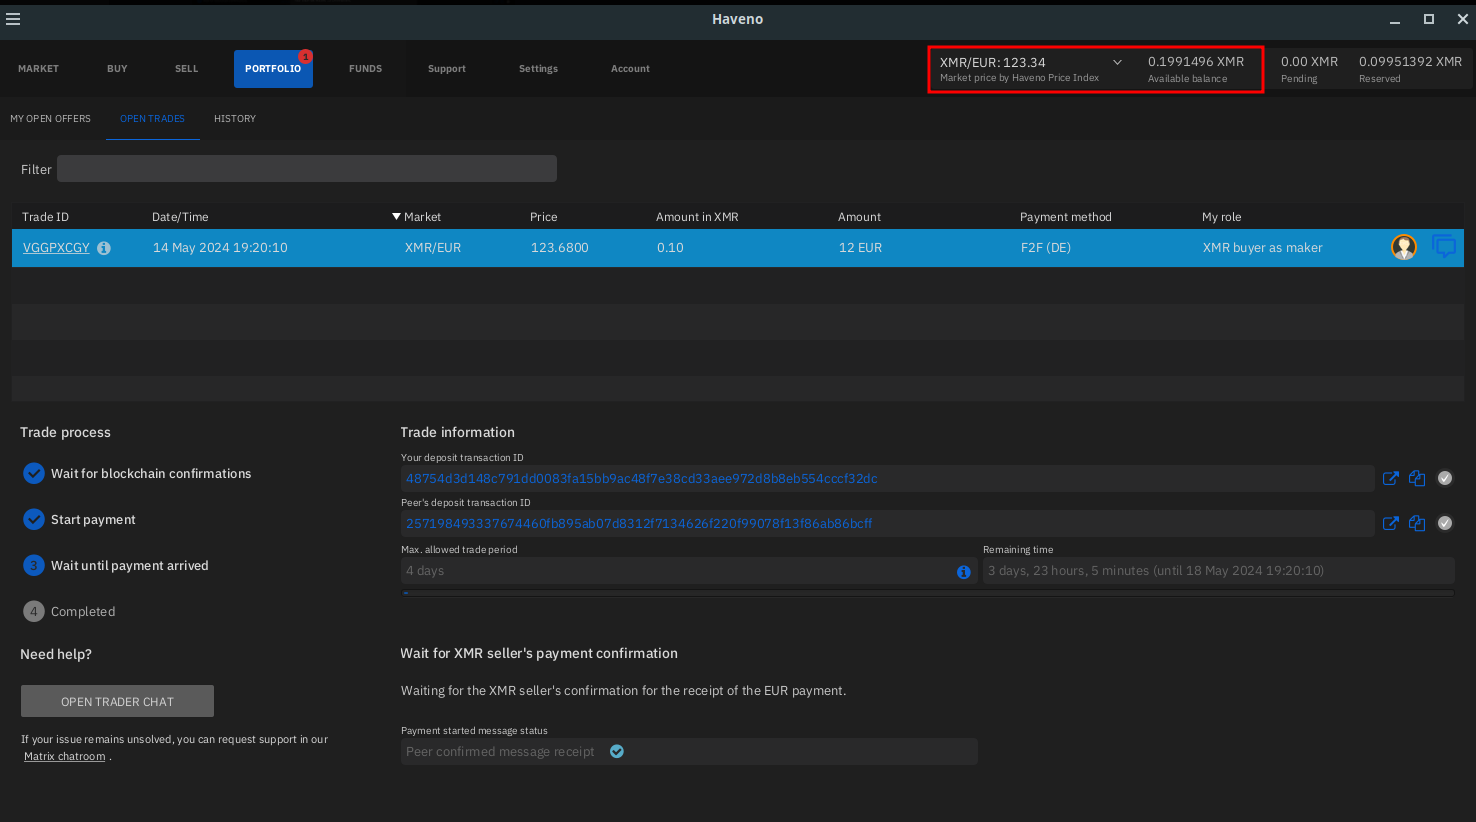 Haveno
MARKET BUY SELL PORTFOLIO 1 FUNDS Support Settings Account
XMR/EUR: 123.34 0.1991496 XMR 0.00 XMR 0.09951392 XMR
Market price by Haveno Price Index Available balance Pending Reserved
MY OPEN OFFERS OPEN TRADES HISTORY
Filter
Trade ID Date/Time Market Price Amount in XMR Amount Payment method My role
VGGPXCGY 14 May 2024 19:20:10 XMR/EUR 123.6800 0.10 12 EUR F2F (DE) XMR buyer as maker
Trade process
Wait for blockchain confirmations
Start payment
3 Wait until payment arrived
4 Completed
Need help?
OPEN TRADER CHAT
If your issue remains unsolved, you can request support in our
Matrix chatroom .
Trade information
Your deposit transaction ID
48754d3d148c791dd0083fa15bb9ac48f7e38cd33aee972d8b8eb554cccf32dc
Peer's deposit transaction ID
257198493337674460fb895ab07d8312f7134626f220f99078f13f86ab86bcff
Max. allowed trade period Remaining time
4 days 3 days, 23 hours, 5 minutes (until 18 May 2024 19:20:10)
Wait for XMR seller's payment confirmation
Waiting for the XMR seller's confirmation for the receipt of the EUR payment.
Payment started message status
Peer confirmed message receipt